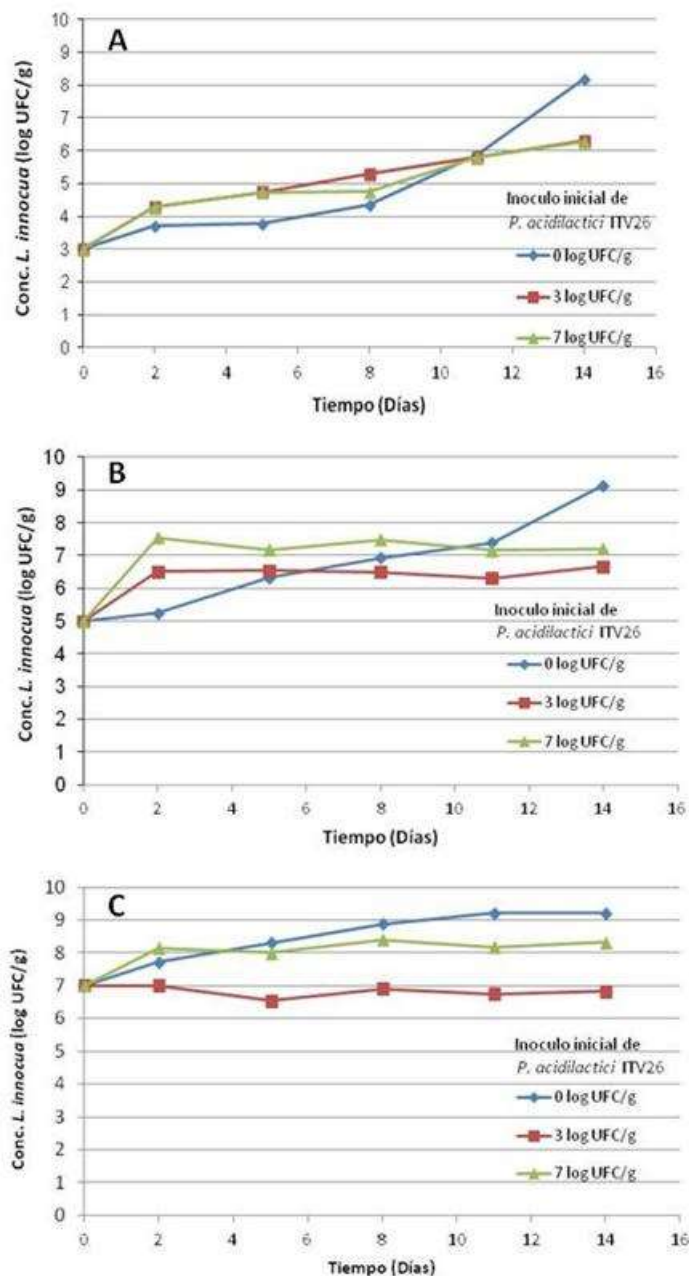 A
10
9
8
7
6
5
4
3
2
1
0
Conc. L. innocua (log UFC/g)
Inoculo inicial de
P. acidilactici ITV26
0 log UFC/g
3 log UFC/g
7 log UFC/g
0 2 4 6 8 10 12 14 16
Tiempo (Días)
B
10
9
8
7
6
5
4
3
2
1
0
Conc. L. innocua (log UFC/g)
Inoculo inicial de
P. acidilactici ITV26
0 log UFC/g
3 log UFC/g
7 log UFC/g
0 2 4 6 8 10 12 14 16
Tiempo (Días)
C
10
9
8
7
6
5
4
3
2
1
0
Conc. L. innocua (log UFC/g)
Inoculo inicial de
P. acidilactici ITV26
0 log UFC/g
3 log UFC/g
7 log UFC/g
0 2 4 6 8 10 12 14 16
Tiempo (Días)